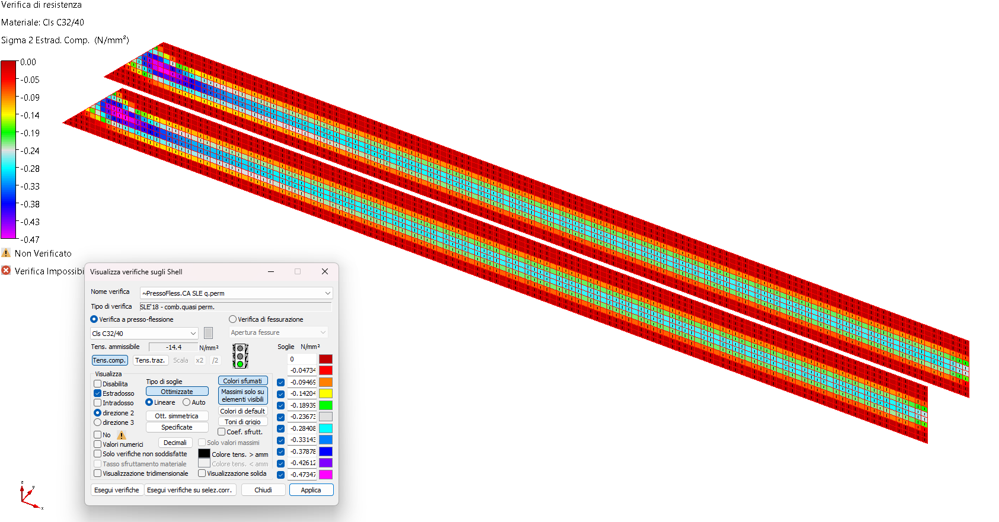 Verifica di resistenza
Materiale: Cls C32/40
Sigma 2 Estrad. Comp. (N/mm²)
0.00
-0.05
-0.09
-0.14
-0.19
-0.24
-0.28
-0.33
-0.38
-0.43
-0.47
Non Verificato
Verifica Impossibi
Visualizza verifiche sugli Shell
Nome verifica
~PressoFless.CA SLE q.perm
Tipo di verifica
SLE'18 - comb.quasi perm.
Verifica a presso-flessione
Verifica di fessurazione
Cls C32/40
Apertura fessure
Tens. ammissibile
-14.4
N/mm²
Soglie N/mm²
Tens.comp.
Tens.traz.
Scala
x2
/2
0
-0.04734
-0.09469
-0.14204
-0.18939
-0.23673
-0.28408
-0.33143
-0.37878
-0.42612
-0.47347
Visualizza
Disabilita
Estradosso
Intradosso
direzione 2
direzione 3
No
Valori numerici
Solo verifiche non soddisfatte
Tasso sfruttamento materiale
Visualizzazione tridimensionale
Tipo di soglie
Ottimizzate
Lineare
Auto
Ott. simmetrica
Specificate
Decimali
Colori sfumati
Massimi solo su
elementi visibili
Colori di default
Toni di grigio
Coef. sfrutt.
Solo valori massimi
Colore tens. > amm
Colore tens. < amm
Visualizzazione solida
Esegui verifiche
Esegui verifiche su selez.corr.
Chiudi
Applica
z
y
x